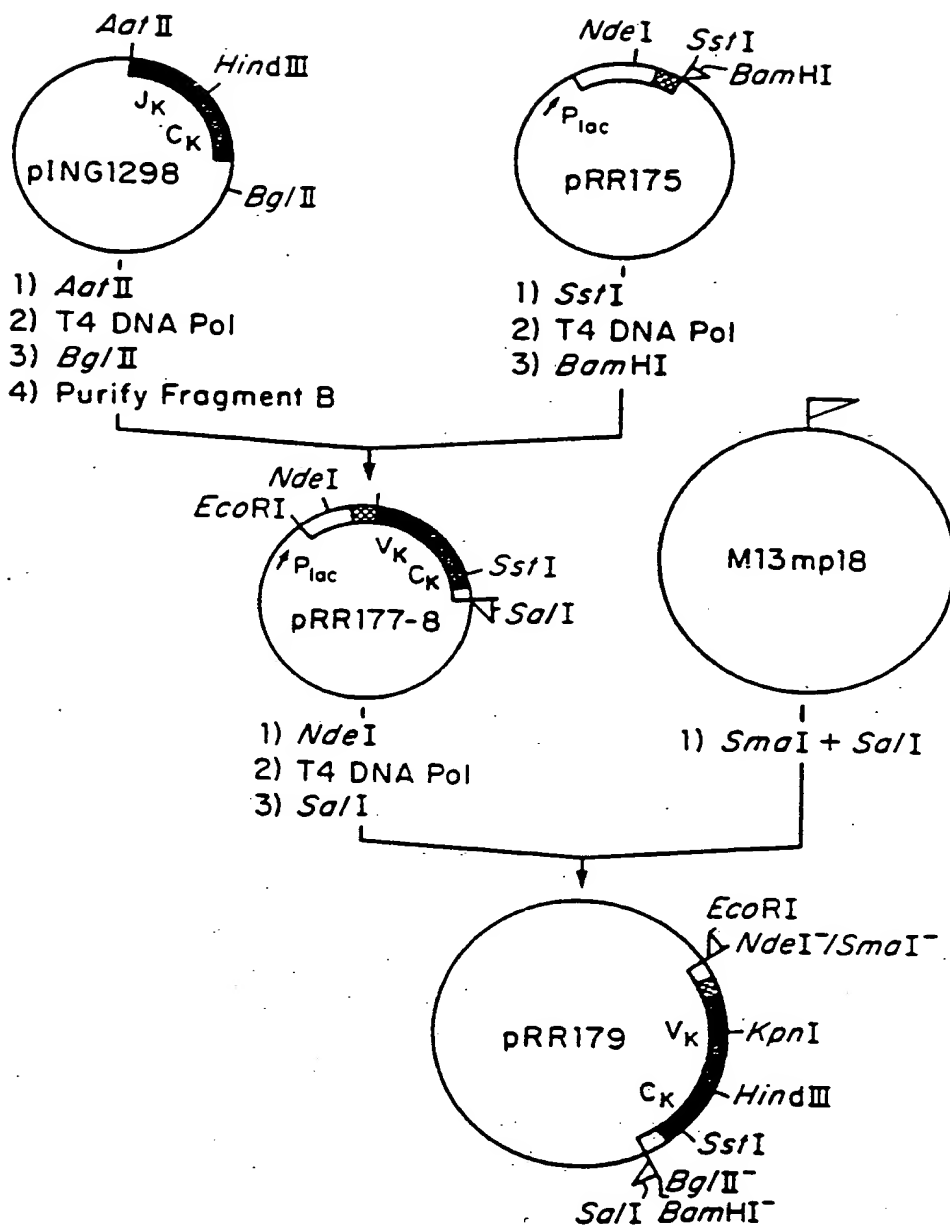 AatII
HindIII
JK
CK
pING1298
BglII
1) AatII
2) T4 DNA Pol
3) BglII
4) Purify Fragment B
NdeI
SstI
BamHI
Plac
pRR175
1) SstI
2) T4 DNA Pol
3) BamHI
NdeI
EcoRI
Plac
VK
CK
SstI
SalI
pRR177-8
M13mp18
1) NdeI
2) T4 DNA Pol
3) SalI
1) SmaI + SalI
EcoRI
NdeI⁻/SmaI⁻
VK
KpnI
pRR179
CK
HindIII
SstI
BglII⁻
SalI BamHI⁻